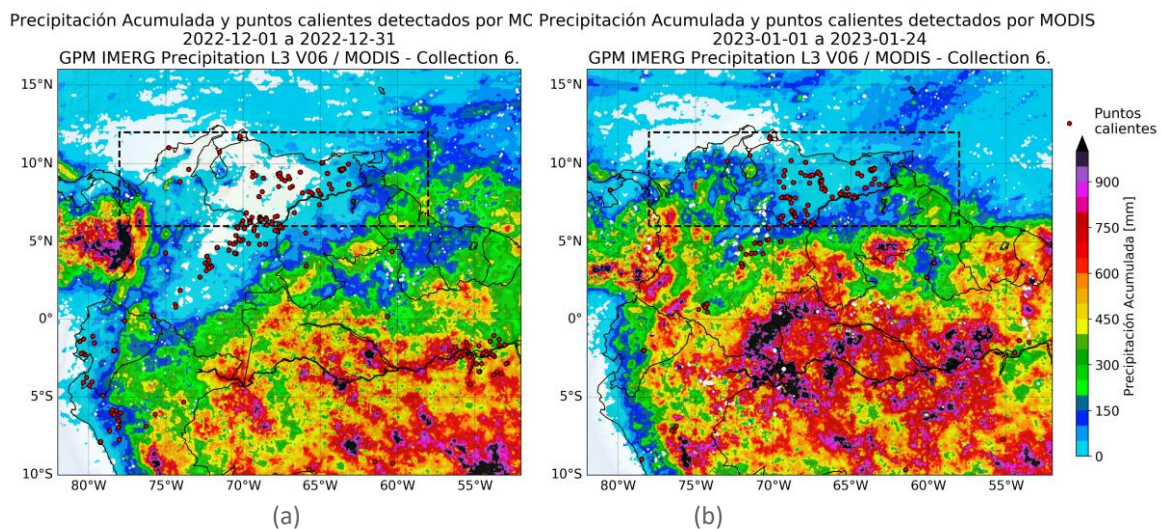 Precipitación Acumulada y puntos calientes detectados por MC
2022-12-01 a 2022-12-31
GPM IMERG Precipitation L3 V06 / MODIS - Collection 6.
15°N
10°N
5°N
0°
5°S
10°S
80°W 75°W 70°W 65°W 60°W 55°W
(a)
Precipitación Acumulada y puntos calientes detectados por MODIS
2023-01-01 a 2023-01-24
GPM IMERG Precipitation L3 V06 / MODIS - Collection 6.
15°N
10°N
5°N
0°
5°S
10°S
80°W 75°W 70°W 65°W 60°W 55°W
(b)
Puntos
calientes
900
750
600
450
300
150
0
Precipitación Acumulada [mm]